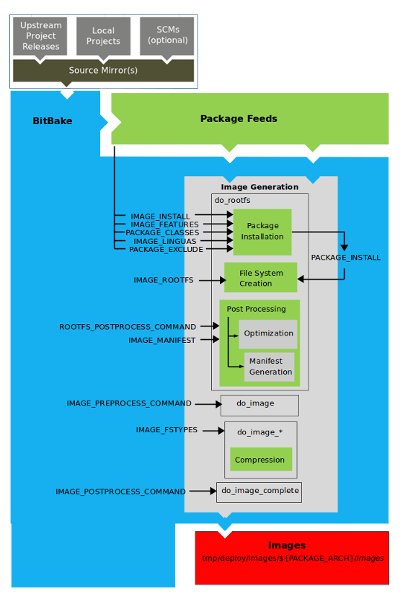 Upstream
Project
Releases
Local
Projects
SCMs
(optional)
Source Mirror(s)
BitBake
Package Feeds
Image Generation
do_rootfs
IMAGE_INSTALL
IMAGE_FEATURES
PACKAGE_CLASSES
IMAGE_LINGUAS
PACKAGE_EXCLUDE
Package
Installation
PACKAGE_INSTALL
IMAGE_ROOTFS
File System
Creation
Post Processing
ROOTFS_POSTPROCESS_COMMAND
IMAGE_MANIFEST
Optimization
Manifest
Generation
IMAGE_PREPROCESS_COMMAND
do_image
IMAGE_FSTYPES
do_image_*
Compression
IMAGE_POSTPROCESS_COMMAND
do_image_complete
Images
tmp/deploy/images/${PACKAGE_ARCH}/images